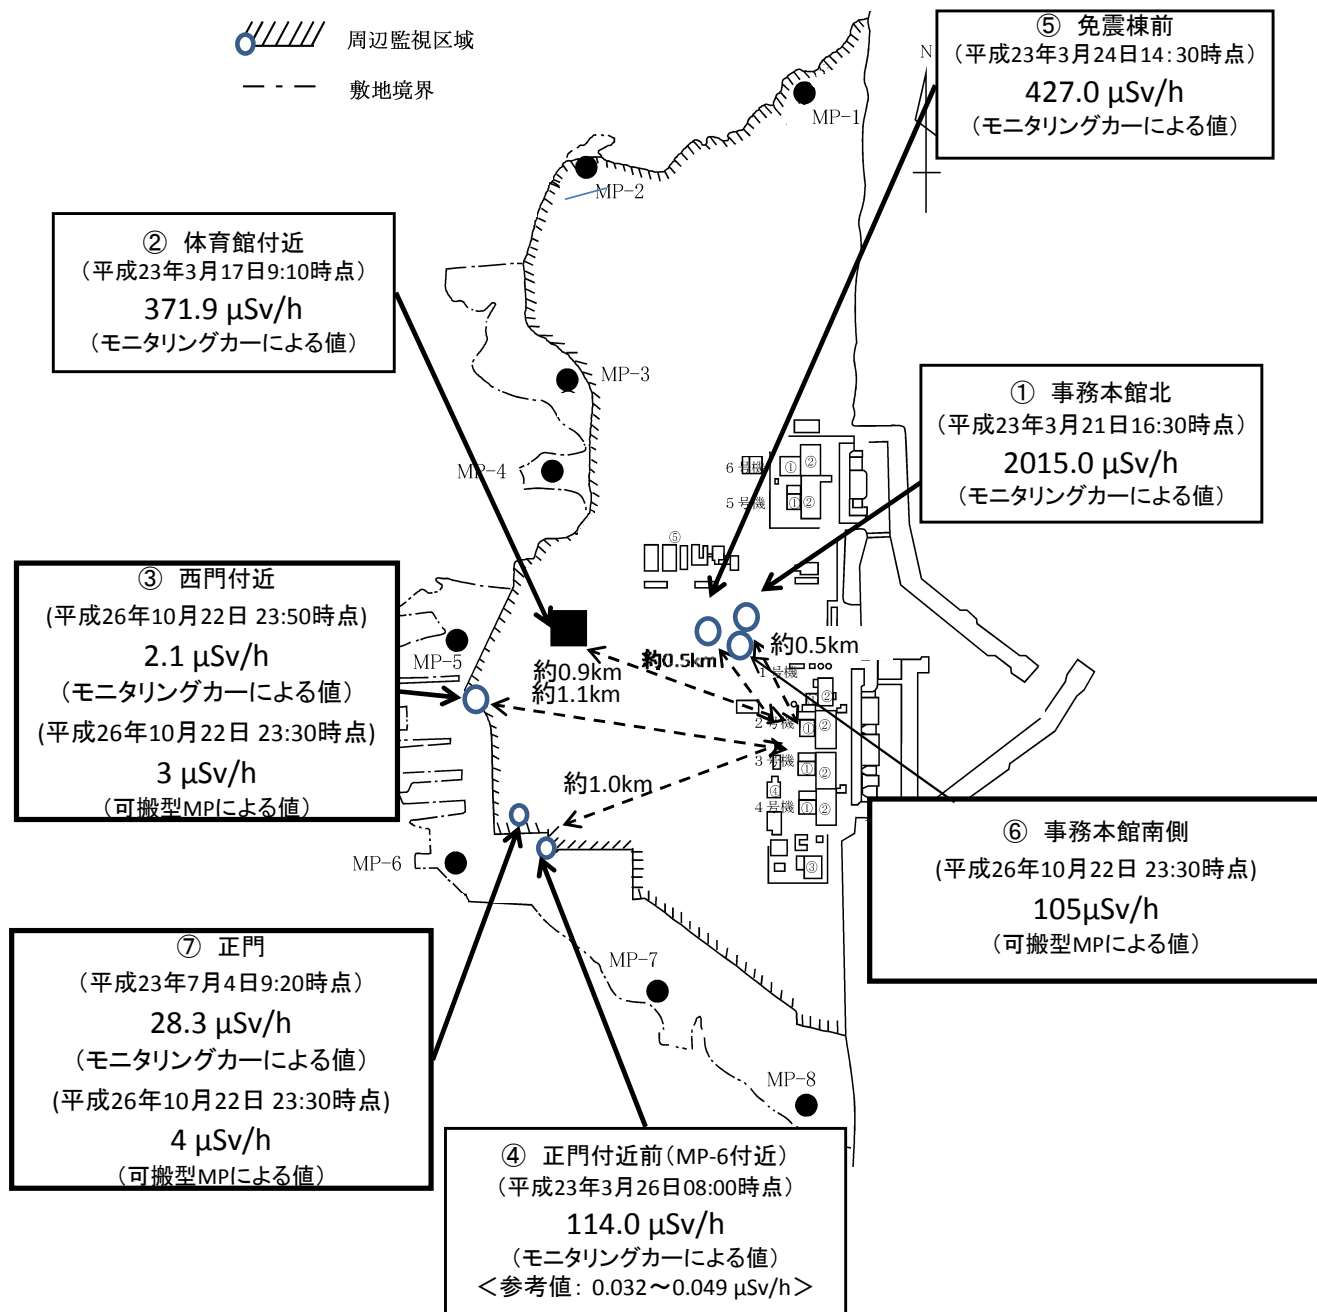 周辺監視区域
敷地境界
⑤ 免震棟前
（平成23年3月24日14：30時点）
427.0 μSv/h
（モニタリングカーによる値）
N
MP-1
MP-2
② 体育館付近
（平成23年3月17日9:10時点）
371.9 μSv/h
（モニタリングカーによる値）
MP-3
① 事務本館北
（平成23年3月21日16:30時点）
2015.0 μSv/h
（モニタリングカーによる値）
MP-4
6号機
① ②
5号機
① ②
⑤
③ 西門付近
(平成26年10月22日 23:50時点)
2.1 μSv/h
（モニタリングカーによる値）
(平成26年10月22日 23:30時点)
3 μSv/h
（可搬型MPによる値）
MP-5
約0.9km
約1.1km
約0.5km
約0.5km
1号機
②
2号機
① ②
3号機
① ②
④
4号機
① ②
③
約1.0km
MP-6
⑥ 事務本館南側
(平成26年10月22日 23:30時点)
105μSv/h
（可搬型MPによる値）
⑦ 正門
（平成23年7月4日9:20時点）
28.3 μSv/h
（モニタリングカーによる値）
(平成26年10月22日 23:30時点)
4 μSv/h
（可搬型MPによる値）
MP-7
MP-8
④ 正門付近前（MP-6付近）
（平成23年3月26日08:00時点）
114.0 μSv/h
（モニタリングカーによる値）
＜参考値： 0.032～0.049 μSv/h＞